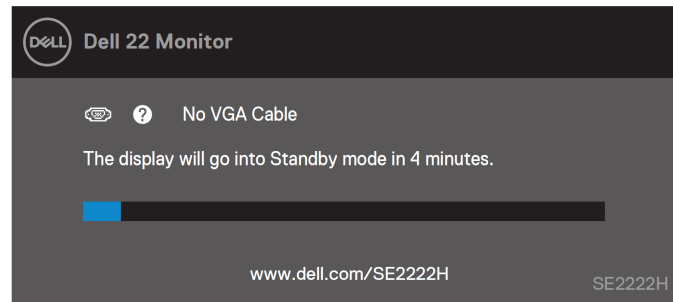 DELL Dell 22 Monitor
? No VGA Cable
The display will go into Standby mode in 4 minutes.
www.dell.com/SE2222H
SE2222H